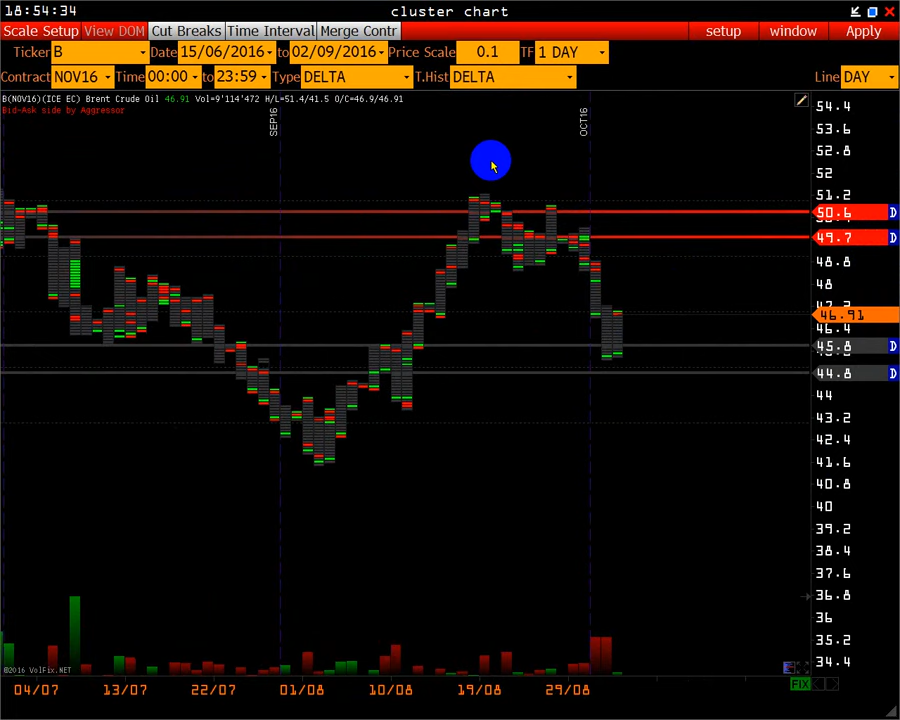 18:54:34 cluster chart
Scale Setup View DOM Cut Breaks Time Interval Merge Contr setup window Apply
Ticker B Date 15/06/2016 to 02/09/2016 Price Scale 0.1 TF 1 DAY
Contract NOV16 Time 00:00 to 23:59 Type DELTA T.Hist DELTA Line DAY
B(NOV16)(ICE EC) Brent Crude Oil 46.91 Vol=9'114'472 H/L=51.4/41.5 O/C=46.9/46.91
Bid-Ask side by Aggressor
SEP16
OCT16
54.4
53.6
52.8
52
51.2
50.6 D
49.7 D
48.8
48
46.91
46.4
45.8 D
44.8 D
44
43.2
42.4
41.6
40.8
40
39.2
38.4
37.6
36.8
36
35.2
34.4
©2016 VolFix.NET
FIX
04/07 13/07 22/07 01/08 10/08 19/08 29/08